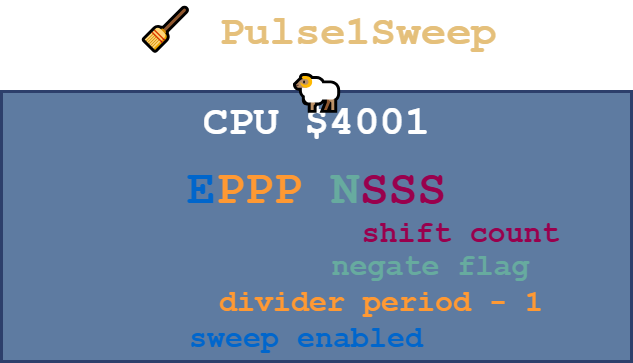 Pulse1Sweep
CPU $4001
EPPP NSSS
shift count
negate flag
divider period - 1
sweep enabled